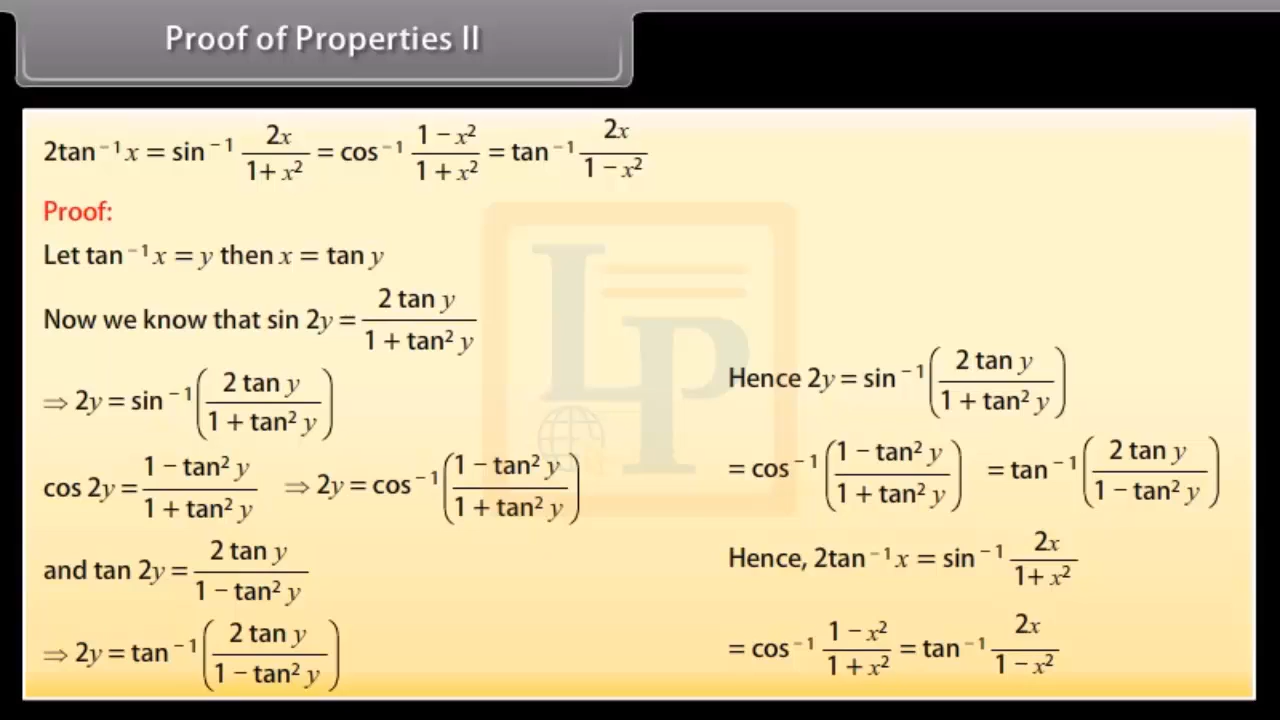 Proof of Properties II
2tan⁻¹x = sin⁻¹ 2x/(1+x²) = cos⁻¹ (1−x²)/(1+x²) = tan⁻¹ 2x/(1−x²)
Proof:
Let tan⁻¹x = y then x = tan y
Now we know that sin 2y = (2 tan y)/(1 + tan² y)
⇒ 2y = sin⁻¹((2 tan y)/(1 + tan² y))
cos 2y = (1 − tan² y)/(1 + tan² y) ⇒ 2y = cos⁻¹((1 − tan² y)/(1 + tan² y))
and tan 2y = (2 tan y)/(1 − tan² y)
⇒ 2y = tan⁻¹((2 tan y)/(1 − tan² y))
Hence 2y = sin⁻¹((2 tan y)/(1 + tan² y))
= cos⁻¹((1 − tan² y)/(1 + tan² y)) = tan⁻¹((2 tan y)/(1 − tan² y))
Hence, 2tan⁻¹x = sin⁻¹ 2x/(1+x²)
= cos⁻¹ (1−x²)/(1+x²) = tan⁻¹ 2x/(1−x²)
LP